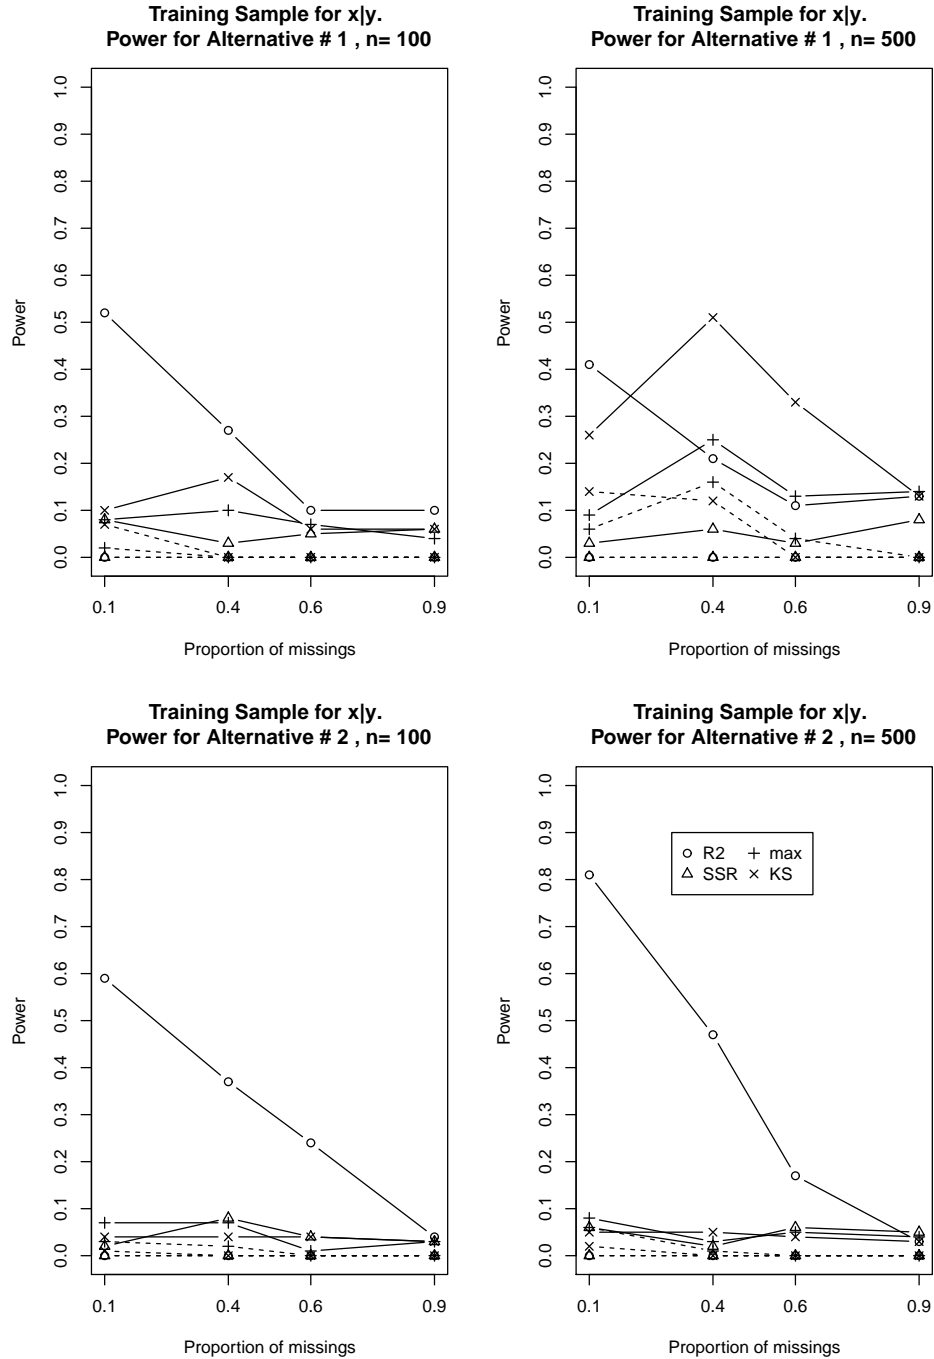 Training Sample for x|y.
Power for Alternative # 1 , n= 100
Power
1.0
0.9
0.8
0.7
0.6
0.5
0.4
0.3
0.2
0.1
0.0
0.1 0.4 0.6 0.9
Proportion of missings
Training Sample for x|y.
Power for Alternative # 1 , n= 500
Power
1.0
0.9
0.8
0.7
0.6
0.5
0.4
0.3
0.2
0.1
0.0
0.1 0.4 0.6 0.9
Proportion of missings
Training Sample for x|y.
Power for Alternative # 2 , n= 100
Power
1.0
0.9
0.8
0.7
0.6
0.5
0.4
0.3
0.2
0.1
0.0
0.1 0.4 0.6 0.9
Proportion of missings
Training Sample for x|y.
Power for Alternative # 2 , n= 500
Power
1.0
0.9
0.8
0.7
0.6
0.5
0.4
0.3
0.2
0.1
0.0
R2 max
SSR KS
0.1 0.4 0.6 0.9
Proportion of missings